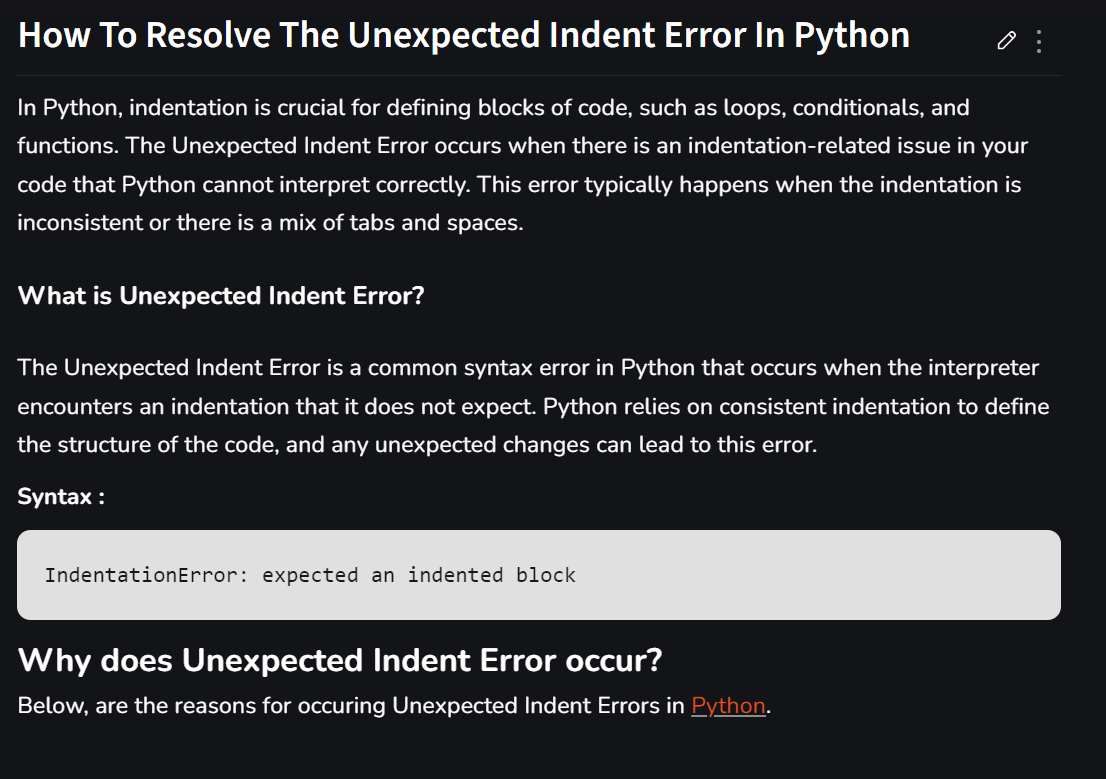 How To Resolve The Unexpected Indent Error In Python
In Python, indentation is crucial for defining blocks of code, such as loops, conditionals, and
functions. The Unexpected Indent Error occurs when there is an indentation-related issue in your
code that Python cannot interpret correctly. This error typically happens when the indentation is
inconsistent or there is a mix of tabs and spaces.
What is Unexpected Indent Error?
The Unexpected Indent Error is a common syntax error in Python that occurs when the interpreter
encounters an indentation that it does not expect. Python relies on consistent indentation to define
the structure of the code, and any unexpected changes can lead to this error.
Syntax :
IndentationError: expected an indented block
Why does Unexpected Indent Error occur?
Below, are the reasons for occuring Unexpected Indent Errors in Python.